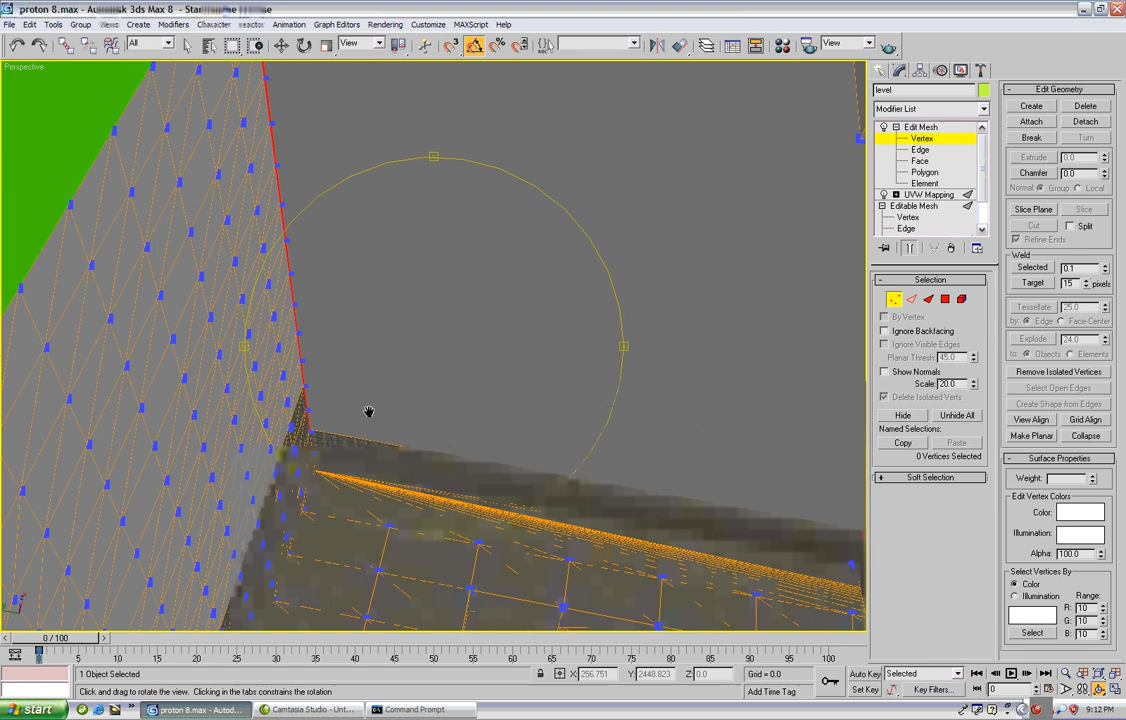 proton 8.max - Autodesk 3ds Max 8
File Edit Tools Group Views Create Modifiers Character reactor Animation Graph Editors Rendering Customize MAXScript Help
All View View
Perspective
level
Modifier List
Edit Mesh
Vertex
Edge
Face
Polygon
Element
UVW Mapping
Editable Mesh
Vertex
Edge
Selection
By Vertex
Ignore Backfacing
Ignore Visible Edges
Planar Thresh: 45.0
Show Normals
Scale: 20.0
Delete Isolated Verts
Hide Unhide All
Named Selections:
Copy Paste
0 Vertices Selected
Soft Selection
Edit Geometry
Create Delete
Attach Detach
Break Turn
Extrude 0.0
Chamfer 0.0
Normal: Group Local
Slice Plane Slice
Cut Split
Refine Ends
Weld
Selected 0.1
Target 15 pixels
Tessellate 25.0
by: Edge Face-Center
Explode 24.0
to: Objects Elements
Remove Isolated Vertices
Select Open Edges
Create Shape from Edges
View Align Grid Align
Make Planar Collapse
Surface Properties
Weight:
Edit Vertex Colors
Color:
Illumination:
Alpha: 100.0
Select Vertices By
Color
Illumination Range:
R: 10
G: 10
Select B: 10
0 / 100
5 10 15 20 25 30 35 40 45 50 55 60 65 70 75 80 85 90 95 100
1 Object Selected X: 256.751 Y: 2448.823 Z: 0.0 Grid = 0.0 Auto Key Selected
Click and drag to rotate the view. Clicking in the tabs constrains the rotation Add Time Tag Set Key Key Filters... 0
start proton 8.max - Autod... Camtasia Studio - Unt... Command Prompt 9:12 PM